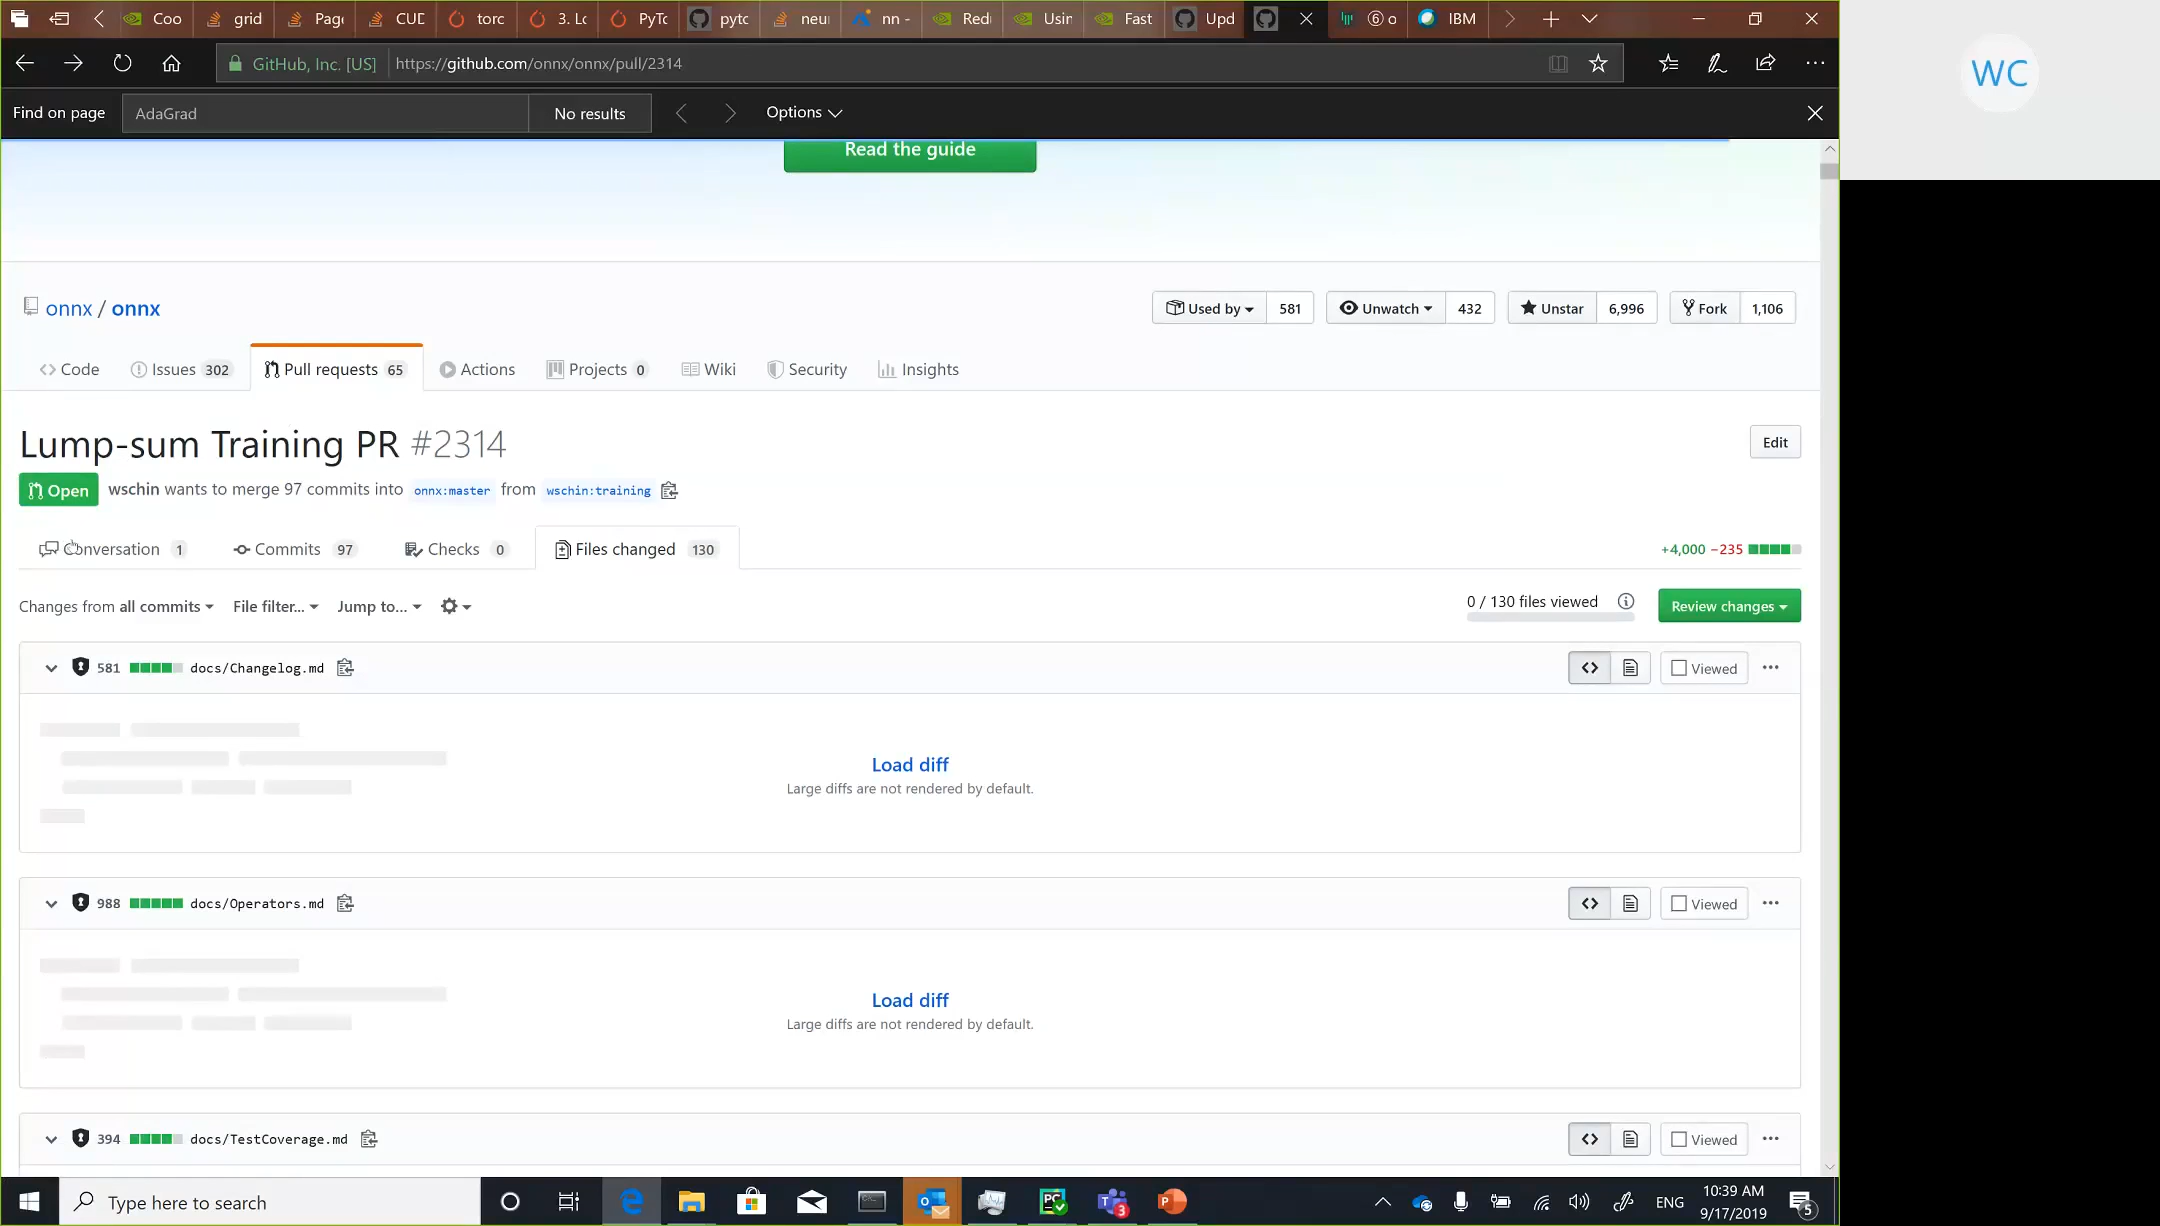 Coo
grid
Page
CUD
torc
3. Lo
PyTo
pytc
neu
nn -
Red
Usin
Fast
Upd
⑥ o
IBM
GitHub, Inc. [US]
https://github.com/onnx/onnx/pull/2314
Find on page
AdaGrad
No results
Options
WC
Read the guide
onnx / onnx
Used by 581
Unwatch 432
Unstar 6,996
Fork 1,106
Code
Issues 302
Pull requests 65
Actions
Projects 0
Wiki
Security
Insights
Lump-sum Training PR #2314
Edit
Open
wschin wants to merge 97 commits into onnx:master from wschin:training
Conversation 1
Commits 97
Checks 0
Files changed 130
+4,000 −235
Changes from all commits
File filter...
Jump to...
0 / 130 files viewed
Review changes
581 docs/Changelog.md
Viewed
Load diff
Large diffs are not rendered by default.
988 docs/Operators.md
Viewed
Load diff
Large diffs are not rendered by default.
394 docs/TestCoverage.md
Viewed
Type here to search
PC
3
P
ENG
10:39 AM
9/17/2019
5